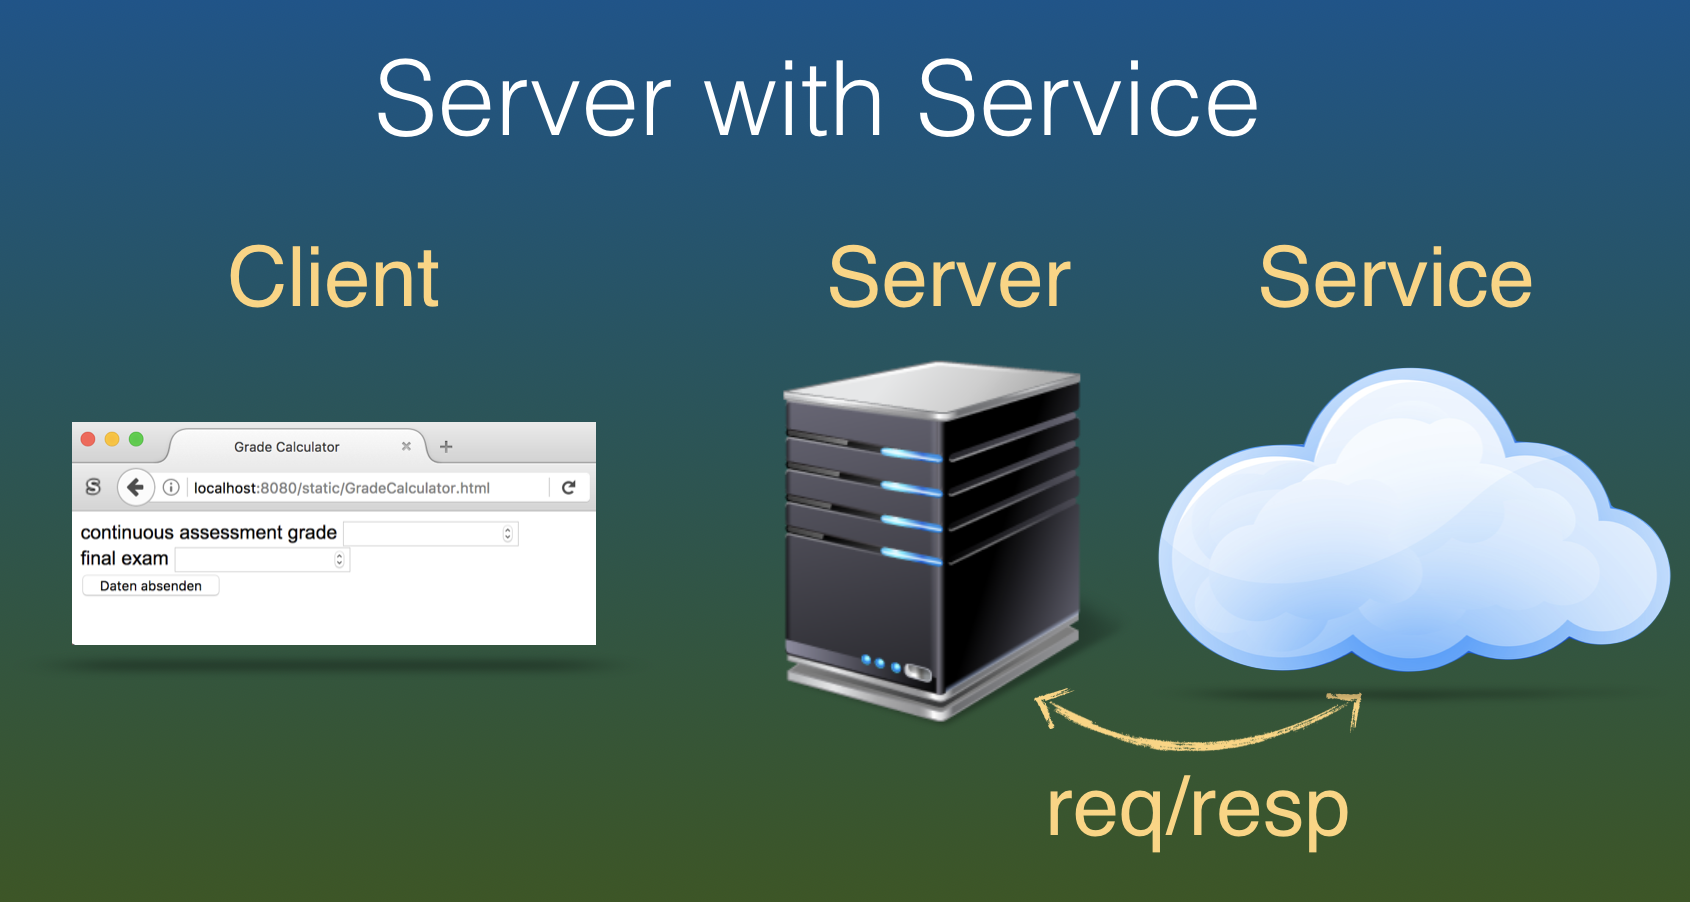 Server with Service
Client
Server
Service
Grade Calculator
S
localhost:8080/static/GradeCalculator.html
continuous assessment grade
final exam
Daten absenden
req/resp